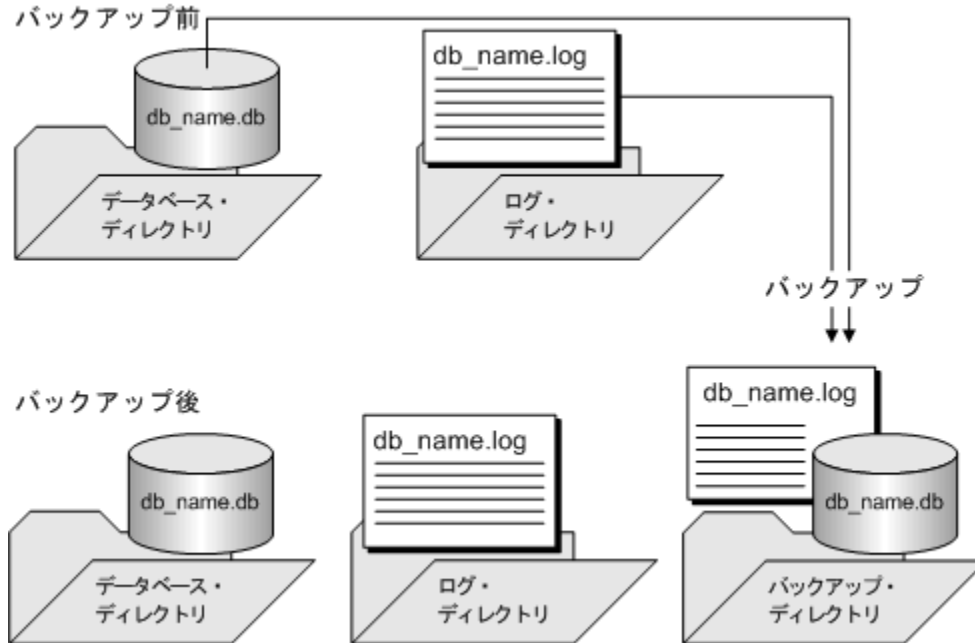 バックアップ前
db_name.db
データベース・
ディレクトリ
db_name.log
ログ・
ディレクトリ
バックアップ
バックアップ後
db_name.db
データベース・
ディレクトリ
db_name.log
ログ・
ディレクトリ
db_name.log
db_name.db
バックアップ・
ディレクトリ